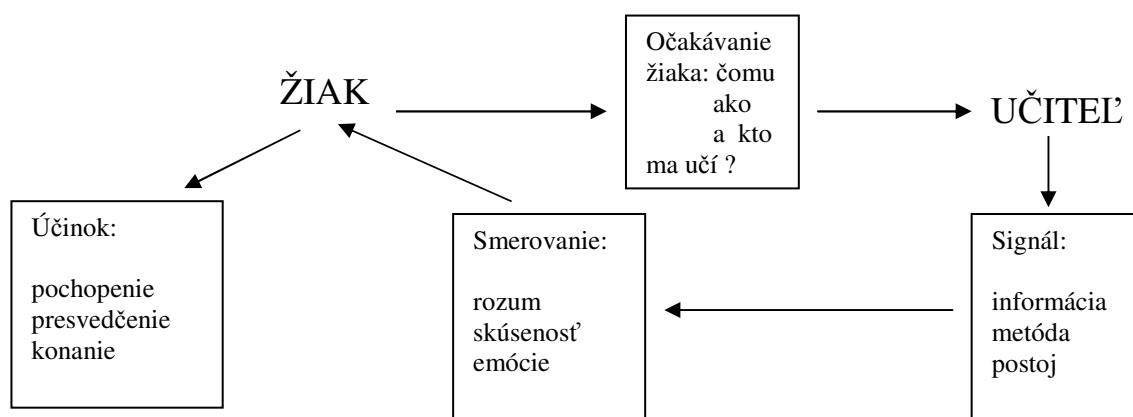 Očakávanie
žiaka: čomu
ako
a kto
ma učí ?
ŽIAK
UČITEĽ
Účinok:
pochopenie
presvedčenie
konanie
Smerovanie:
rozum
skúsenosť
emócie
Signál:
informácia
metóda
postoj